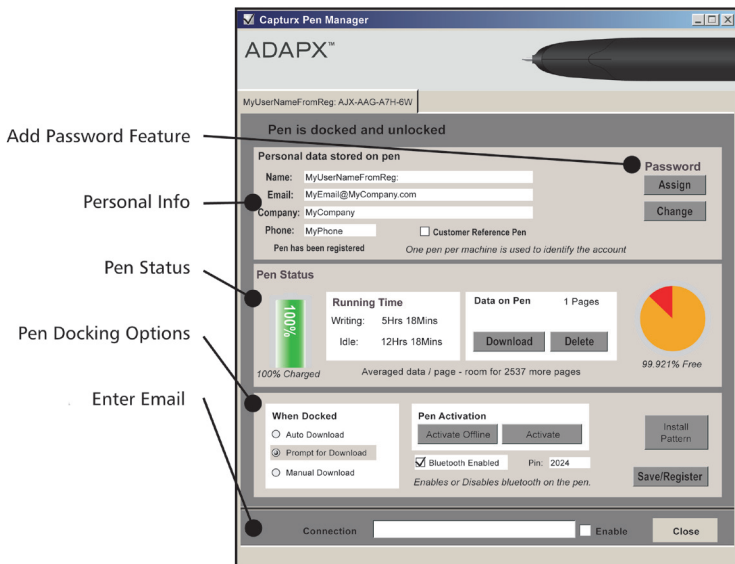 Capturx Pen Manager
ADAPX™
MyUserNameFromReg: AJX-AAG-A7H-6W
Pen is docked and unlocked
Add Password Feature
Personal data stored on pen
Password
Name: MyUserNameFromReg:
Assign
Personal Info
Email: MyEmail@MyCompany.com
Company: MyCompany
Change
Phone: MyPhone
Customer Reference Pen
Pen has been registered
One pen per machine is used to identify the account
Pen Status
Pen Status
100%
Running Time
Writing: 5Hrs 18Mins
Idle: 12Hrs 18Mins
Data on Pen 1 Pages
Download Delete
100% Charged
Averaged data / page - room for 2537 more pages
99.921% Free
Pen Docking Options
When Docked
Auto Download
Prompt for Download
Manual Download
Pen Activation
Activate Offline Activate
Bluetooth Enabled Pin: 2024
Enables or Disables bluetooth on the pen.
Install
Pattern
Save/Register
Enter Email
Connection
Enable
Close